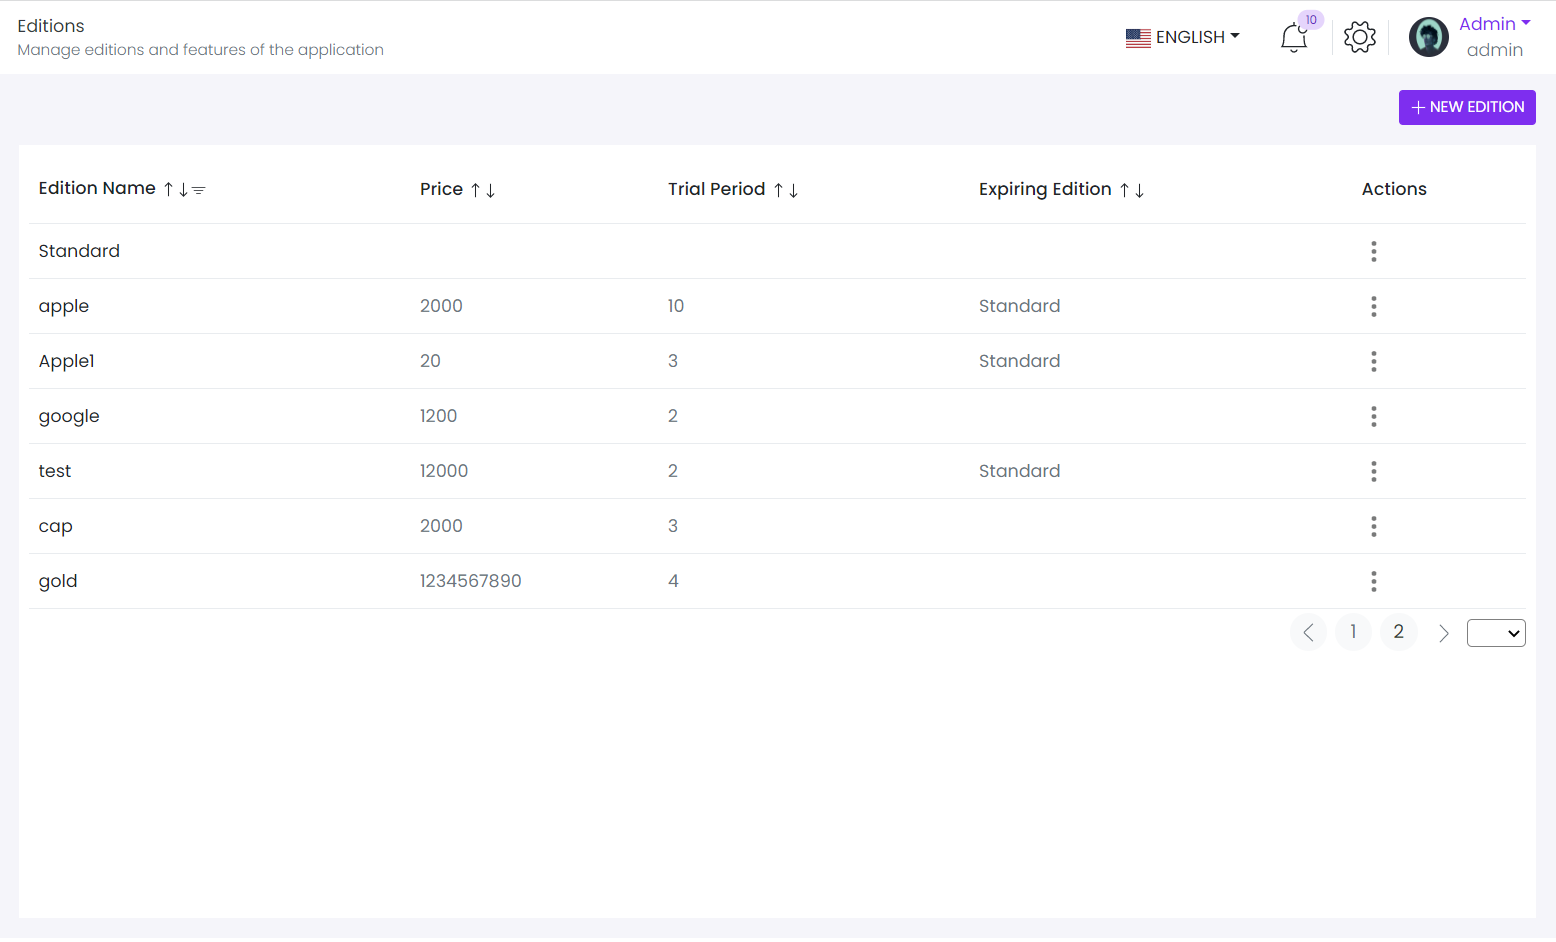 Editions
Manage editions and features of the application
ENGLISH
10
Admin
admin
NEW EDITION
Edition Name Price Trial Period Expiring Edition Actions
Standard
apple 2000 10 Standard
Apple1 20 3 Standard
google 1200 2
test 12000 2 Standard
cap 2000 3
gold 1234567890 4
1 2